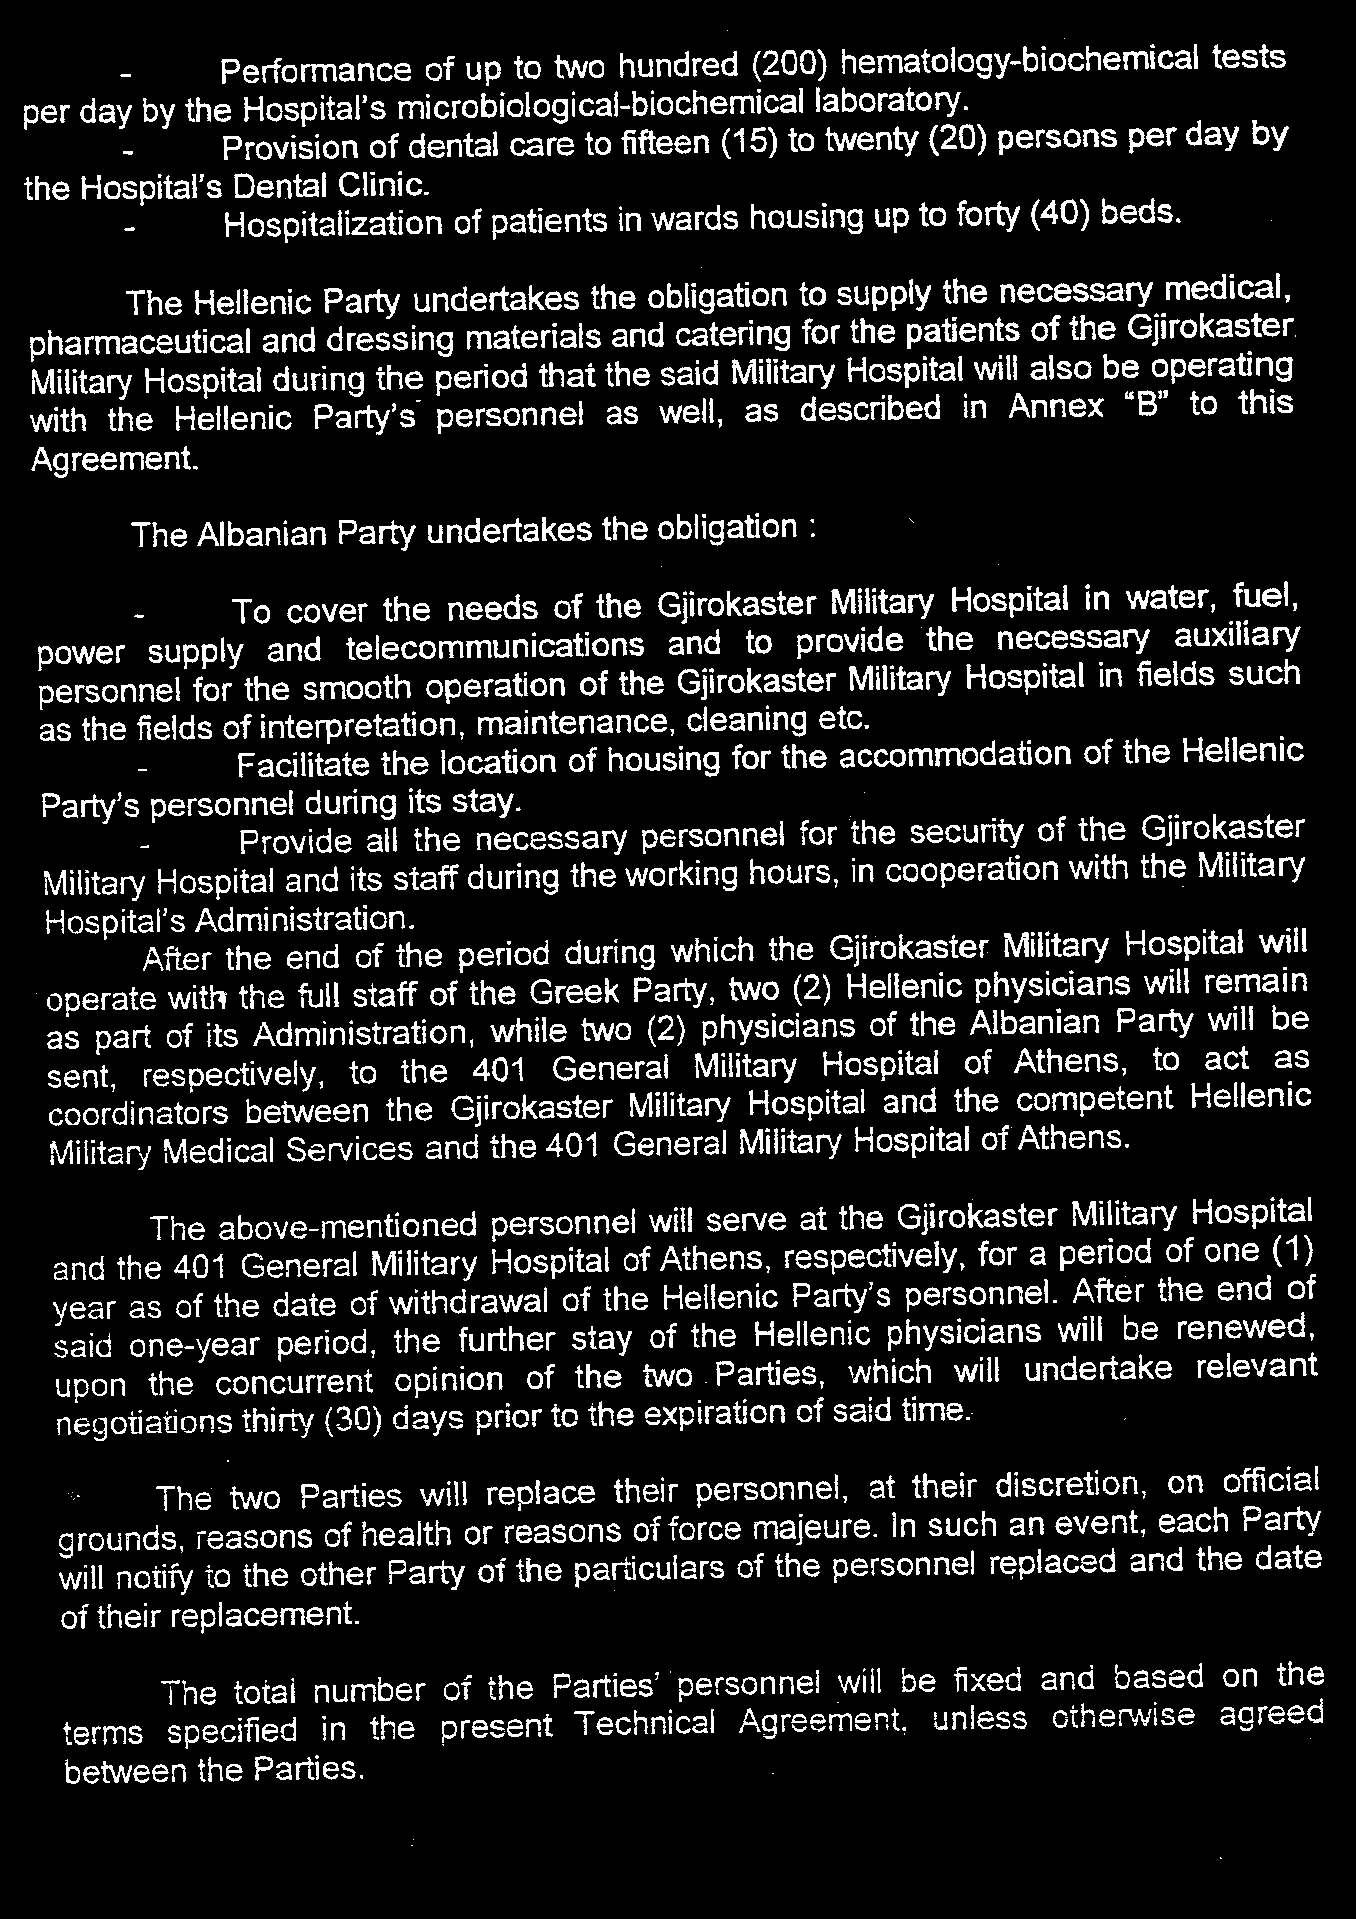 - Performance of up to two hundred (200) hematology-biochemical tests
per day by the Hospital's microbiological-biochemical laboratory.
- Provision of dental care to fifteen (15) to twenty (20) persons per day by
the Hospital's Dental Clinic.
- Hospitalization of patients in wards housing up to forty (40) beds.
The Hellenic Party undertakes the obligation to supply the necessary medical,
pharmaceutical and dressing materials and catering for the patients of the Gjirokaster
Military Hospital during the period that the said Military Hospital will also be operating
with the Hellenic Party's personnel as well, as described in Annex “B” to this
Agreement.
The Albanian Party undertakes the obligation :
- To cover the needs of the Gjirokaster Military Hospital in water, fuel,
power supply and telecommunications and to provide the necessary auxiliary
personnel for the smooth operation of the Gjirokaster Military Hospital in fields such
as the fields of interpretation, maintenance, cleaning etc.
- Facilitate the location of housing for the accommodation of the Hellenic
Party's personnel during its stay.
- Provide all the necessary personnel for the security of the Gjirokaster
Military Hospital and its staff during the working hours, in cooperation with the Military
Hospital's Administration.
After the end of the period during which the Gjirokaster Military Hospital will
operate with the full staff of the Greek Party, two (2) Hellenic physicians will remain
as part of its Administration, while two (2) physicians of the Albanian Party will be
sent, respectively, to the 401 General Military Hospital of Athens, to act as
coordinators between the Gjirokaster Military Hospital and the competent Hellenic
Military Medical Services and the 401 General Military Hospital of Athens.
The above-mentioned personnel will serve at the Gjirokaster Military Hospital
and the 401 General Military Hospital of Athens, respectively, for a period of one (1)
year as of the date of withdrawal of the Hellenic Party's personnel. After the end of
said one-year period, the further stay of the Hellenic physicians will be renewed,
upon the concurrent opinion of the two Parties, which will undertake relevant
negotiations thirty (30) days prior to the expiration of said time.
The two Parties will replace their personnel, at their discretion, on official
grounds, reasons of health or reasons of force majeure. In such an event, each Party
will notify to the other Party of the particulars of the personnel replaced and the date
of their replacement.
The total number of the Parties' personnel will be fixed and based on the
terms specified in the present Technical Agreement, unless otherwise agreed
between the Parties.